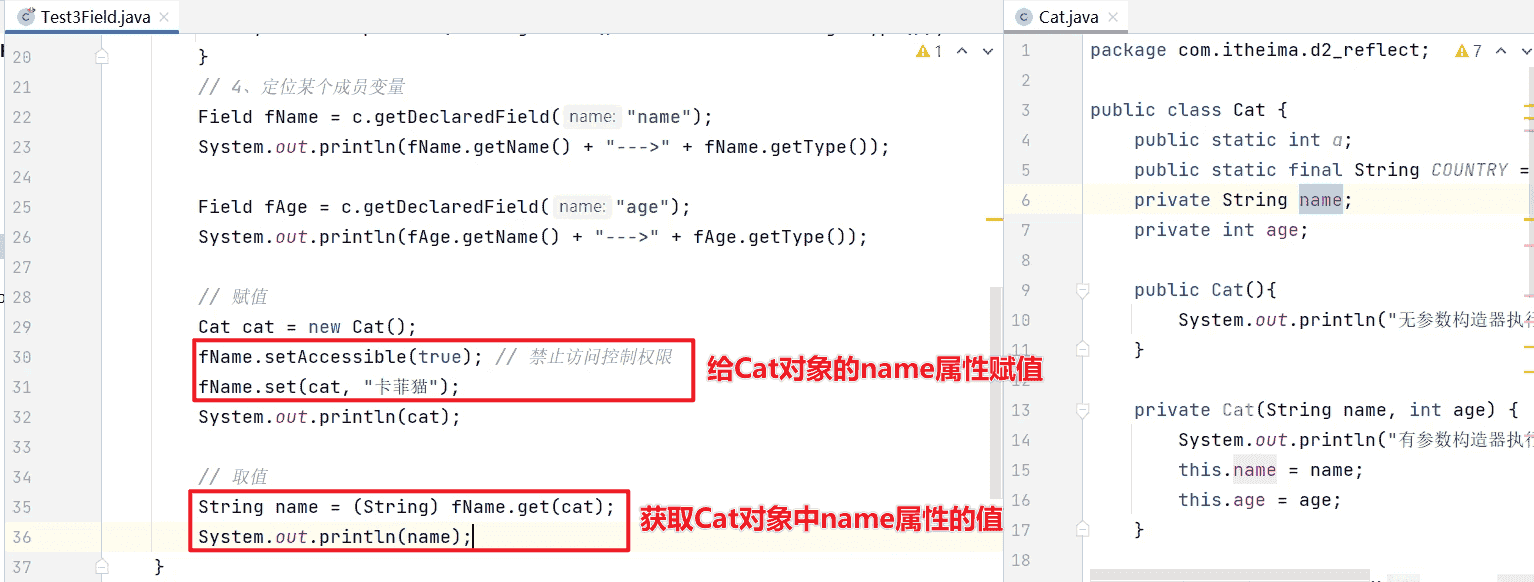 Test3Field.java
20 }
1
21 // 4、定位某个成员变量
22 Field fName = c.getDeclaredField( name: "name");
23 System.out.println(fName.getName() + "--->" + fName.getType());
24
25 Field fAge = c.getDeclaredField( name: "age");
26 System.out.println(fAge.getName() + "--->" + fAge.getType());
27
28 // 赋值
29 Cat cat = new Cat();
30 fName.setAccessible(true); // 禁止访问控制权限
31 fName.set(cat, "卡菲猫");
给Cat对象的name属性赋值
32 System.out.println(cat);
33
34 // 取值
35 String name = (String) fName.get(cat);
36 System.out.println(name);
获取Cat对象中name属性的值
37 }
Cat.java
1 package com.itheima.d2_reflect;
7
2
3 public class Cat {
4 public static int a;
5 public static final String COUNTRY =
6 private String name;
7 private int age;
8
9 public Cat(){
10 System.out.println("无参数构造器执行
11 }
12
13 private Cat(String name, int age) {
14 System.out.println("有参数构造器执行
15 this.name = name;
16 this.age = age;
17 }
18